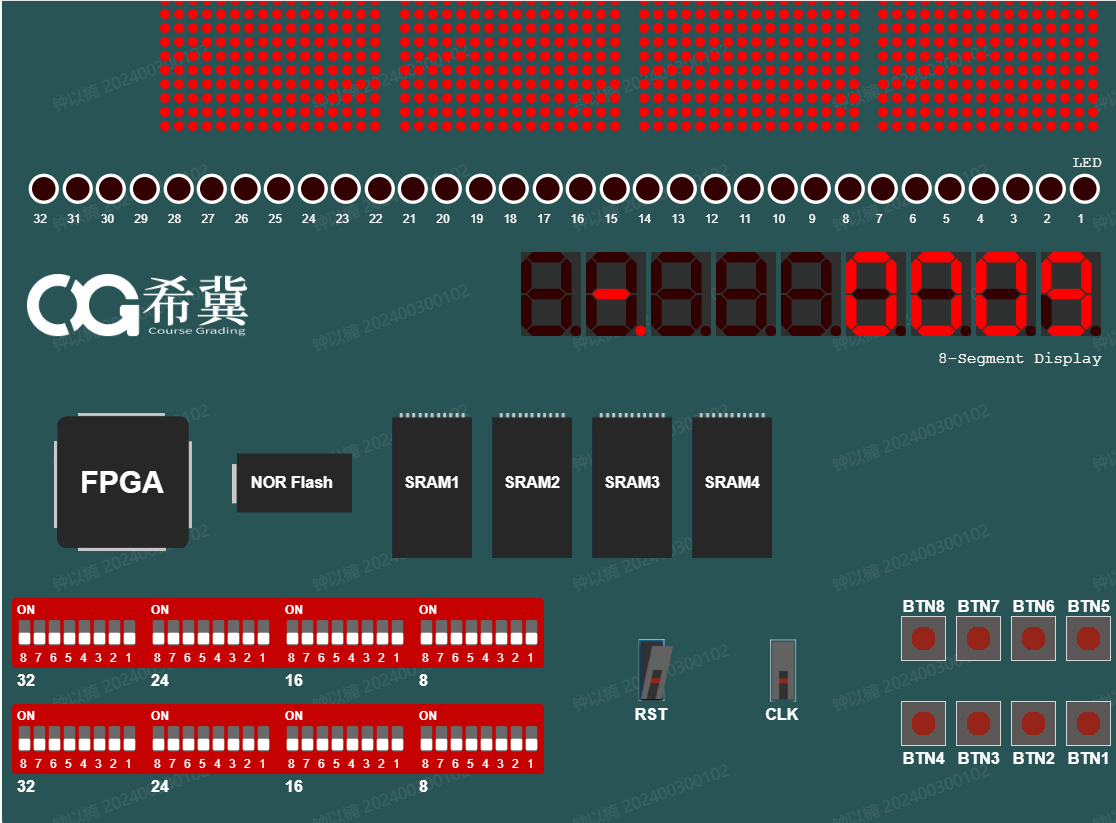 LED
32 31 30 29 28 27 26 25 24 23 22 21 20 19 18 17 16 15 14 13 12 11 10 9 8 7 6 5 4 3 2 1
CG希冀
Course Grading
-. 0009
8-Segment Display
FPGA
NOR Flash
SRAM1
SRAM2
SRAM3
SRAM4
ON ON ON ON
8 7 6 5 4 3 2 1 8 7 6 5 4 3 2 1 8 7 6 5 4 3 2 1 8 7 6 5 4 3 2 1
32 24 16 8
ON ON ON ON
8 7 6 5 4 3 2 1 8 7 6 5 4 3 2 1 8 7 6 5 4 3 2 1 8 7 6 5 4 3 2 1
32 24 16 8
RST
CLK
BTN8 BTN7 BTN6 BTN5
BTN4 BTN3 BTN2 BTN1
钟以楠 202400300102